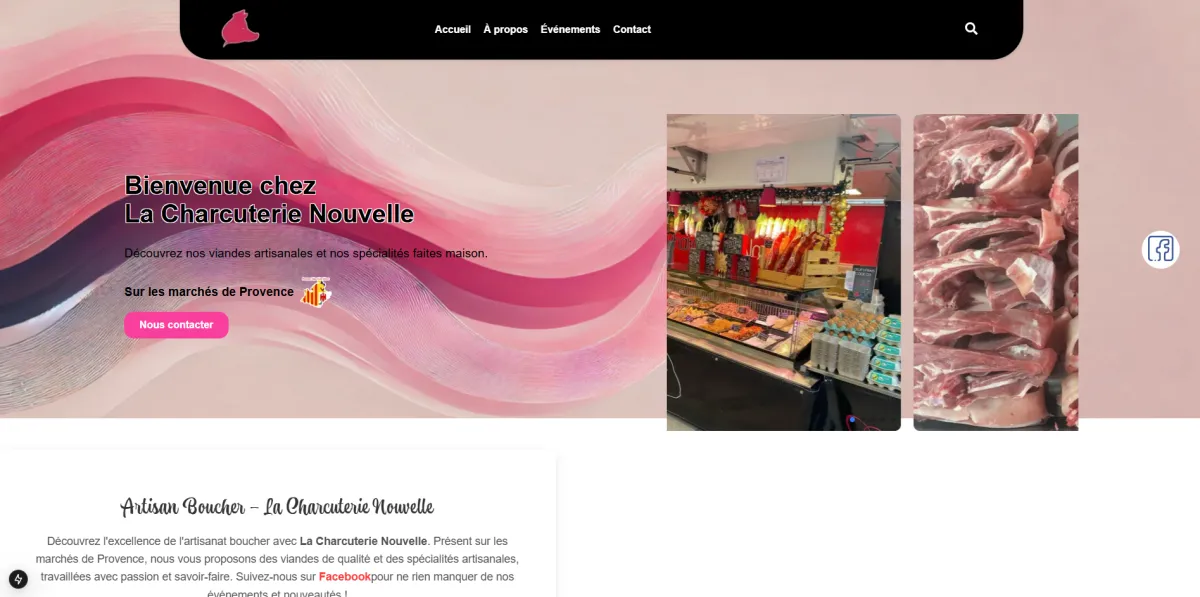 Accueil À propos Événements Contact
Bienvenue chez
La Charcuterie Nouvelle
Découvrez nos viandes artisanales et nos spécialités faites maison.
Sur les marchés de Provence
Nous contacter
Artisan Boucher – La Charcuterie Nouvelle
Découvrez l'excellence de l'artisanat boucher avec La Charcuterie Nouvelle. Présent sur les
marchés de Provence, nous vous proposons des viandes de qualité et des spécialités artisanales,
travaillées avec passion et savoir-faire. Suivez-nous sur Facebookpour ne rien manquer de nos
événements et nouveautés !